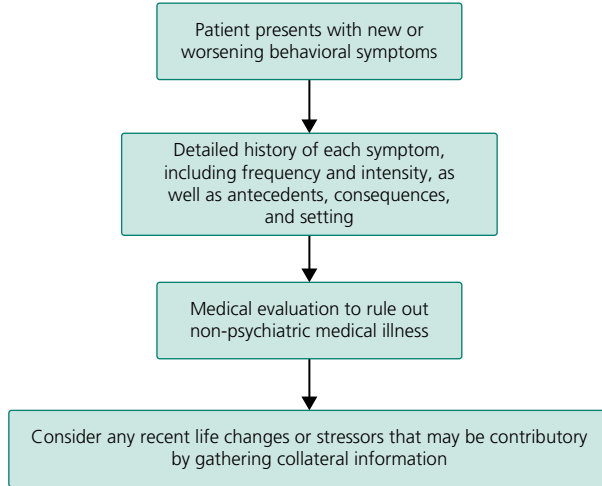 Patient presents with new or
worsening behavioral symptoms
Detailed history of each symptom,
including frequency and intensity, as
well as antecedents, consequences,
and setting
Medical evaluation to rule out
non-psychiatric medical illness
Consider any recent life changes or stressors that may be contributory
by gathering collateral information